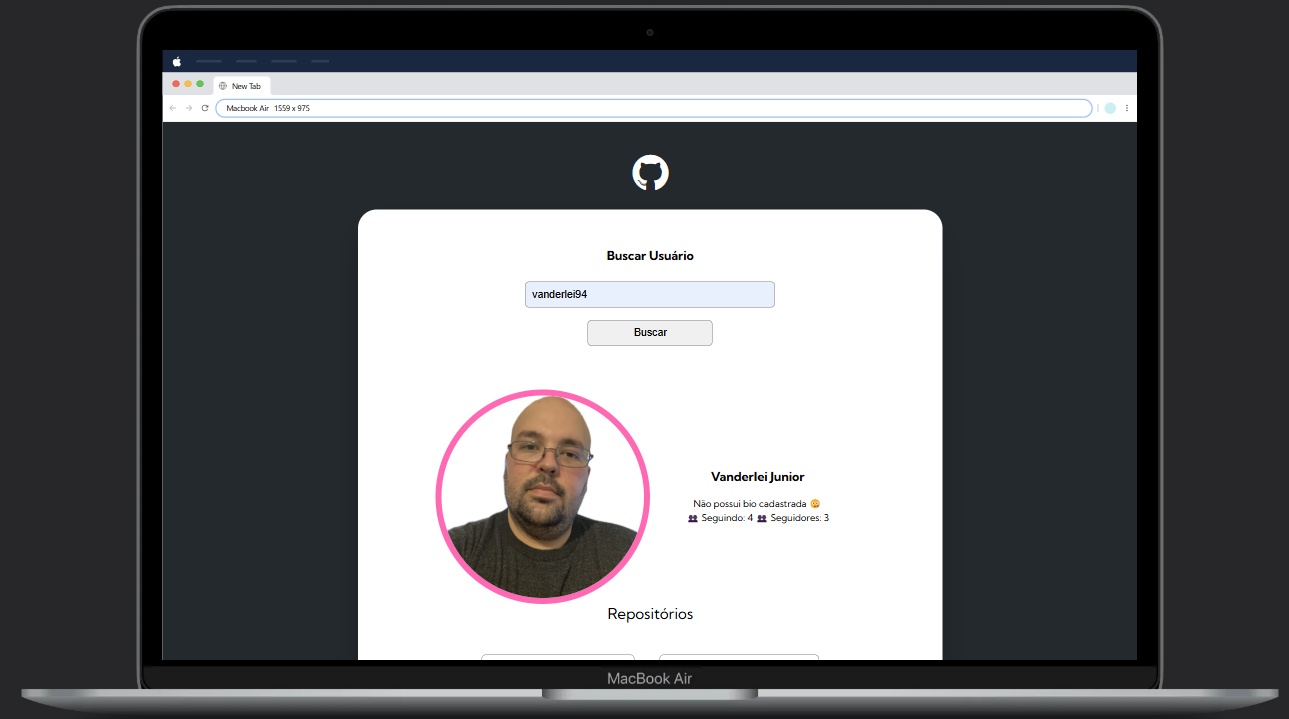 New Tab
Macbook Air 1559 x 975
Buscar Usuário
vanderlei94
Buscar
Vanderlei Junior
Não possui bio cadastrada 😥
👥 Seguindo: 4 👥 Seguidores: 3
Repositórios
MacBook Air